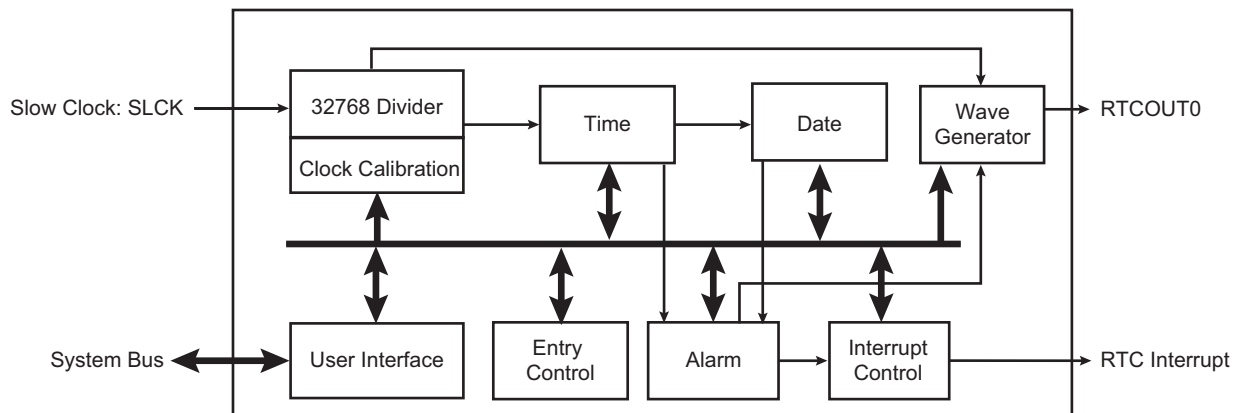 Slow Clock: SLCK
32768 Divider
Clock Calibration
Time
Date
Wave
Generator
RTCOUT0
System Bus
User Interface
Entry
Control
Alarm
Interrupt
Control
RTC Interrupt